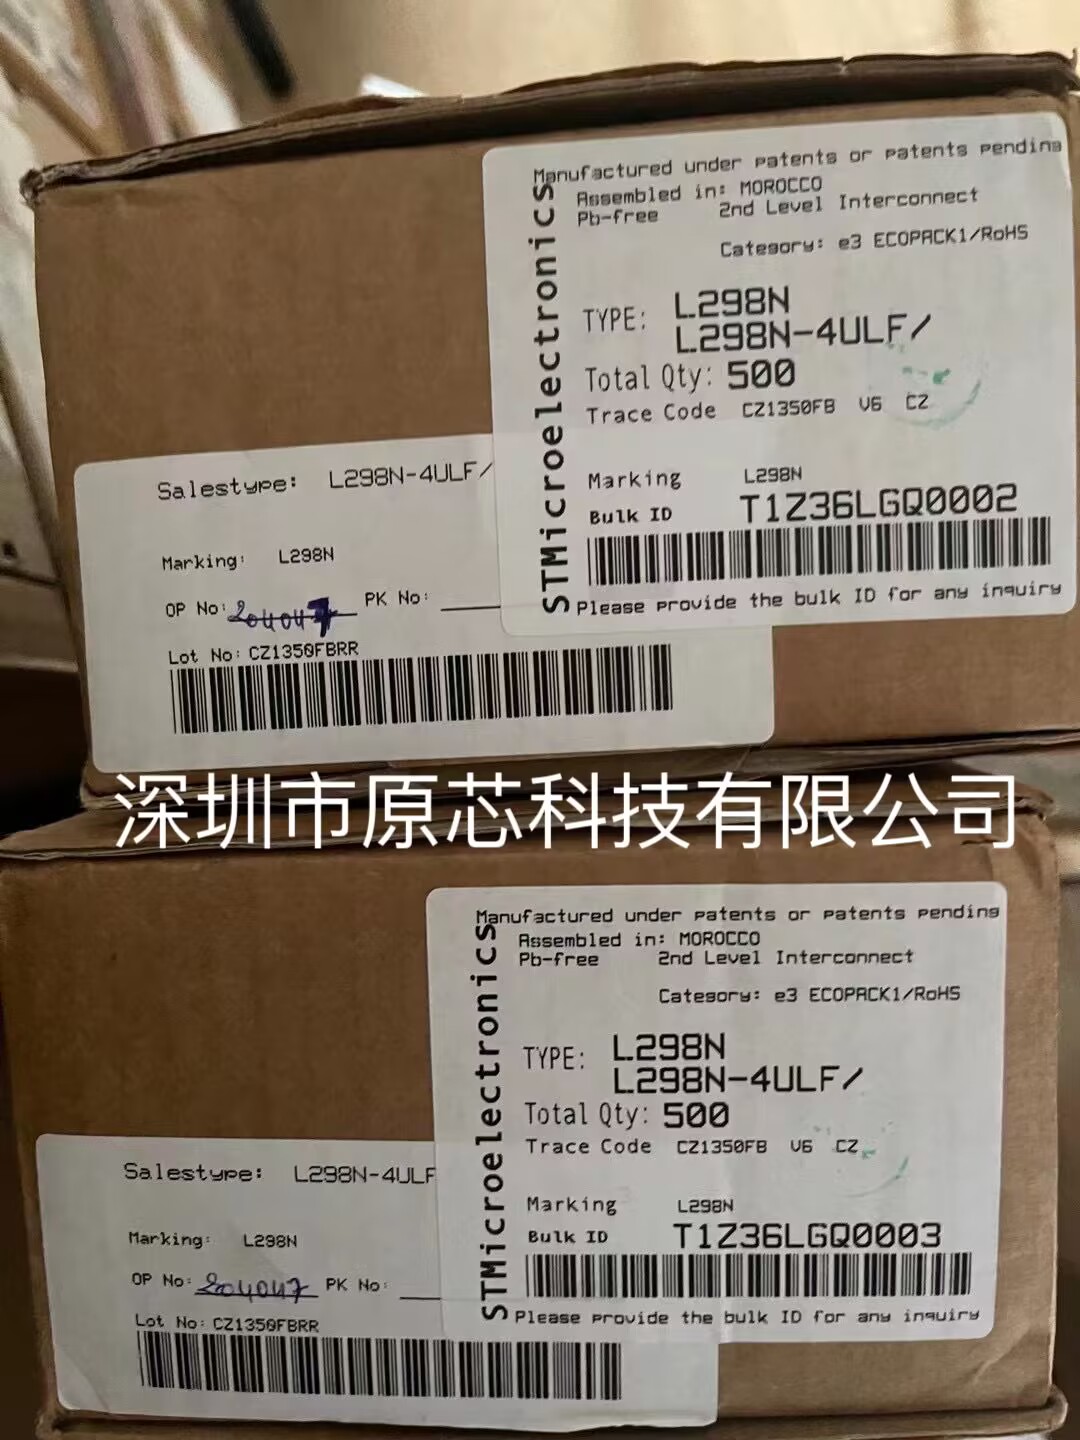 Manufactured under patents or patents pending
Assembled in: MOROCCO
Pb-free 2nd Level Interconnect
Category: e3 ECOPACK1/RoHS
STMicroelectronics
TYPE: L298N
L298N-4ULF/
Total Qty: 500
Trace Code CZ1350FB V6 CZ
Marking L298N
Bulk ID T1Z36LGQ0002
Please provide the bulk ID for any inquiry
Salestype: L298N-4ULF/
Marking: L298N
OP No: 204047 PK No:
Lot No: CZ1350FBRR
深圳市原芯科技有限公司
Manufactured under patents or patents pending
Assembled in: MOROCCO
Pb-free 2nd Level Interconnect
Category: e3 ECOPACK1/RoHS
STMicroelectronics
TYPE: L298N
L298N-4ULF/
Total Qty: 500
Trace Code CZ1350FB V6 CZ
Marking L298N
Bulk ID T1Z36LGQ0003
Please provide the bulk ID for any inquiry
Salestype: L298N-4ULF
Marking: L298N
OP No: 204047 PK No:
Lot No: CZ1350FBRR